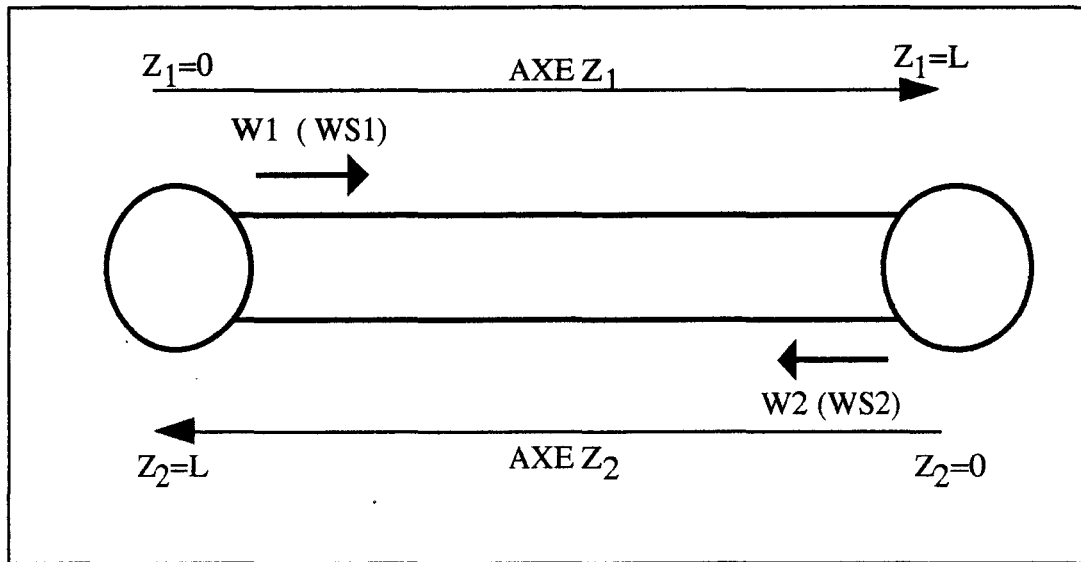 Z1=0 AXE Z1 Z1=L
W1 ( WS1)
W2 (WS2)
Z2=L AXE Z2 Z2=0